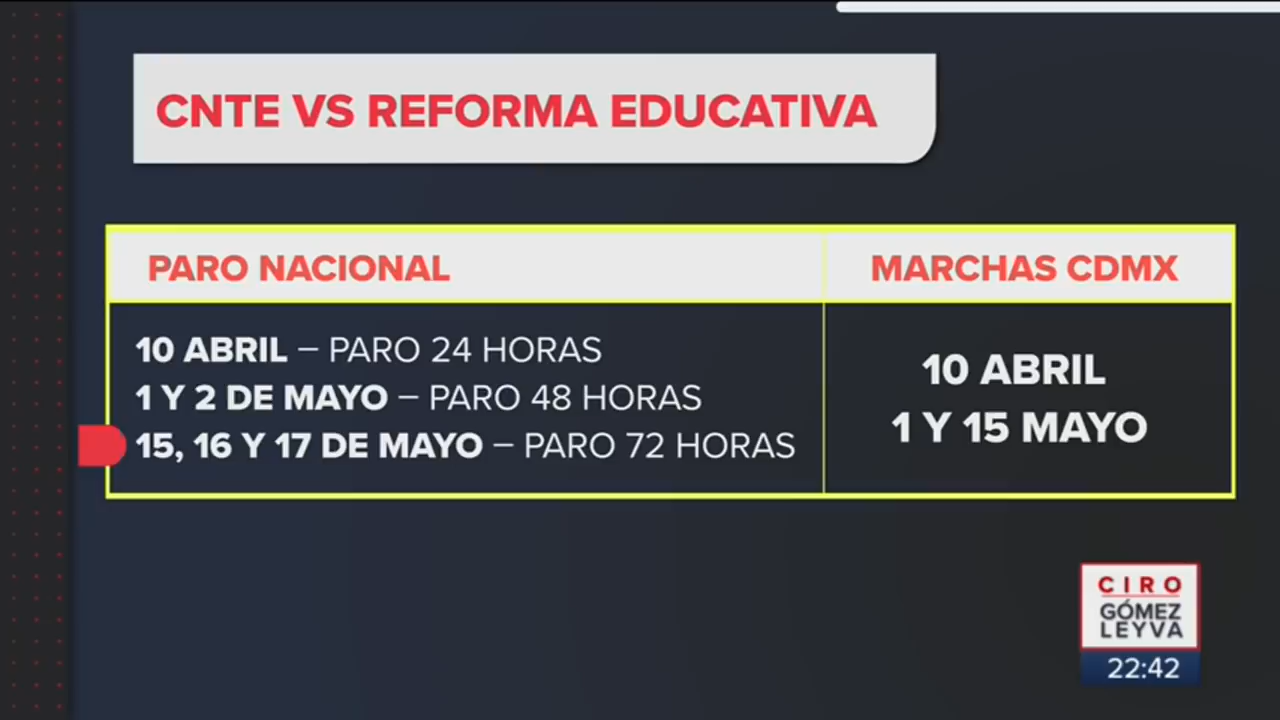 CNTE VS REFORMA EDUCATIVA
PARO NACIONAL
MARCHAS CDMX
10 ABRIL – PARO 24 HORAS
1 Y 2 DE MAYO – PARO 48 HORAS
15, 16 Y 17 DE MAYO – PARO 72 HORAS
10 ABRIL
1 Y 15 MAYO
CIRO
GÓMEZ
LEYVA
22:42